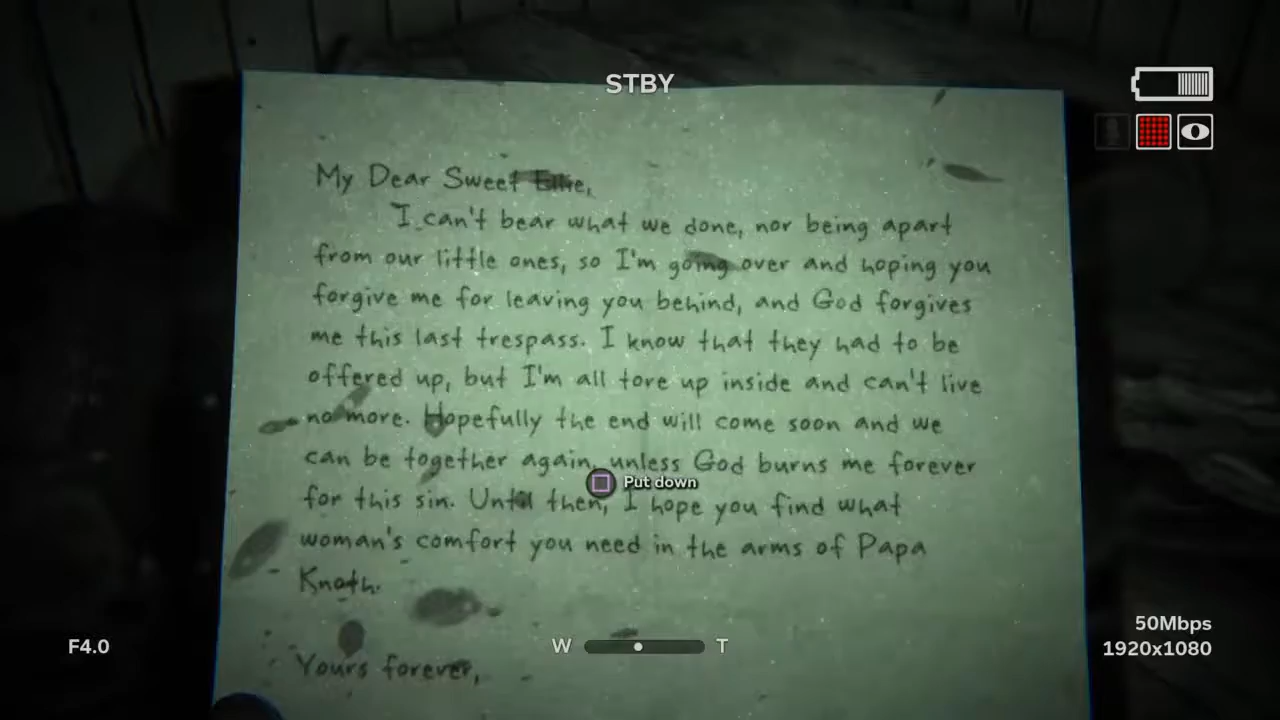 STBY
My Dear Sweet Ellie,
I can't bear what we done, nor being apart
from our little ones, so I'm going over and hoping you
forgive me for leaving you behind, and God forgives
me this last trespass. I know that they had to be
offered up, but I'm all tore up inside and can't live
no more. Hopefully the end will come soon and we
can be together again, unless God burns me forever
Put down
for this sin. Until then, I hope you find what
woman's comfort you need in the arms of Papa
Knoth.
Yours forever,
50Mbps
F4.0
W T
1920x1080